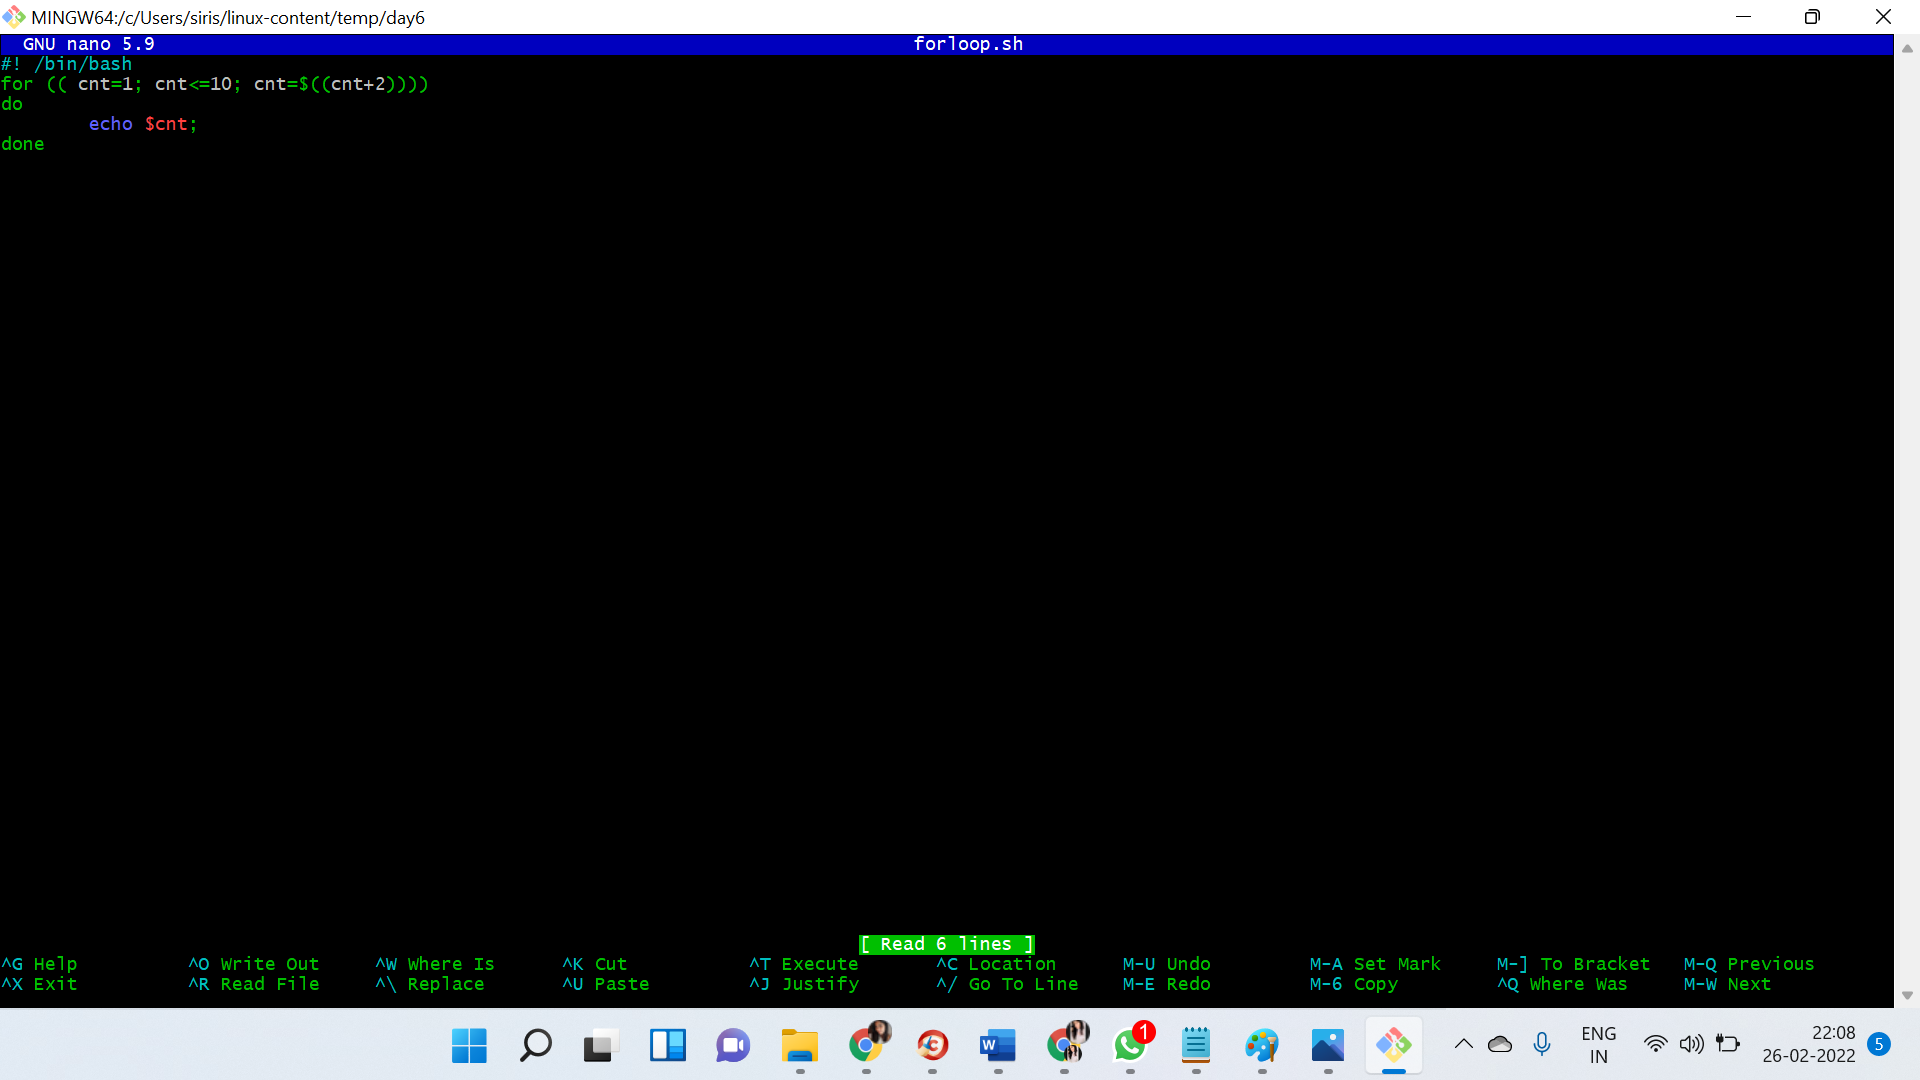 MINGW64:/c/Users/siris/linux-content/temp/day6
GNU nano 5.9 forloop.sh
#! /bin/bash
for (( cnt=1; cnt<=10; cnt=$((cnt+2))))
do
        echo $cnt;
done
[ Read 6 lines ]
^G Help ^O Write Out ^W Where Is ^K Cut ^T Execute ^C Location M-U Undo M-A Set Mark M-] To Bracket M-Q Previous
^X Exit ^R Read File ^\ Replace ^U Paste ^J Justify ^/ Go To Line M-E Redo M-6 Copy ^Q Where Was M-W Next
W 1 ENG 22:08 5
IN 26-02-2022